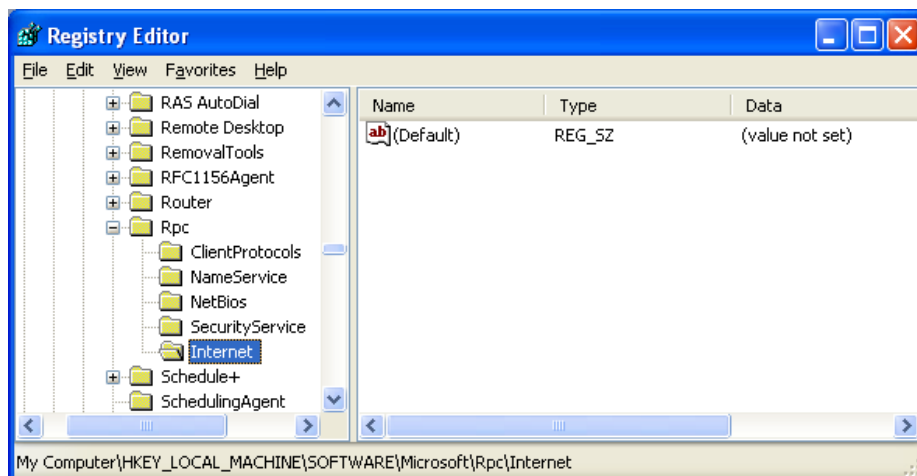 Registry Editor
File Edit View Favorites Help
RAS AutoDial
Remote Desktop
RemovalTools
RFC1156Agent
Router
Rpc
ClientProtocols
NameService
NetBios
SecurityService
Internet
Schedule+
SchedulingAgent
Name Type Data
ab (Default) REG_SZ (value not set)
My Computer\HKEY_LOCAL_MACHINE\SOFTWARE\Microsoft\Rpc\Internet